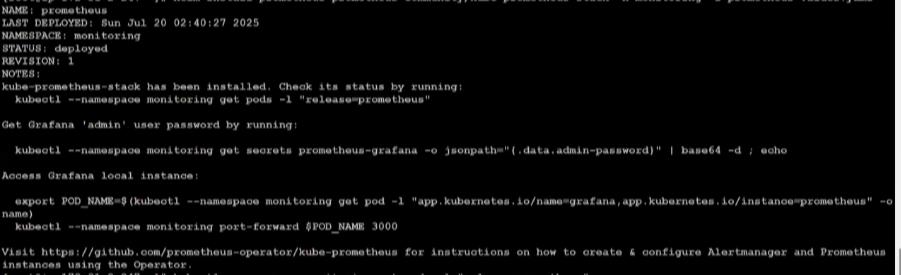 NAME: prometheus
LAST DEPLOYED: Sun Jul 20 02:40:27 2025
NAMESPACE: monitoring
STATUS: deployed
REVISION: 1
NOTES:
kube-prometheus-stack has been installed. Check its status by running:
kubectl --namespace monitoring get pods -l "release=prometheus"
Get Grafana 'admin' user password by running:
kubectl --namespace monitoring get secrets prometheus-grafana -o jsonpath="{.data.admin-password}" | base64 -d ; echo
Access Grafana local instance:
export POD_NAME=$(kubectl --namespace monitoring get pod -l "app.kubernetes.io/name=grafana,app.kubernetes.io/instance=prometheus" -o
name)
kubectl --namespace monitoring port-forward $POD_NAME 3000
Visit https://github.com/prometheus-operator/kube-prometheus for instructions on how to create & configure Alertmanager and Prometheus
instances using the Operator.